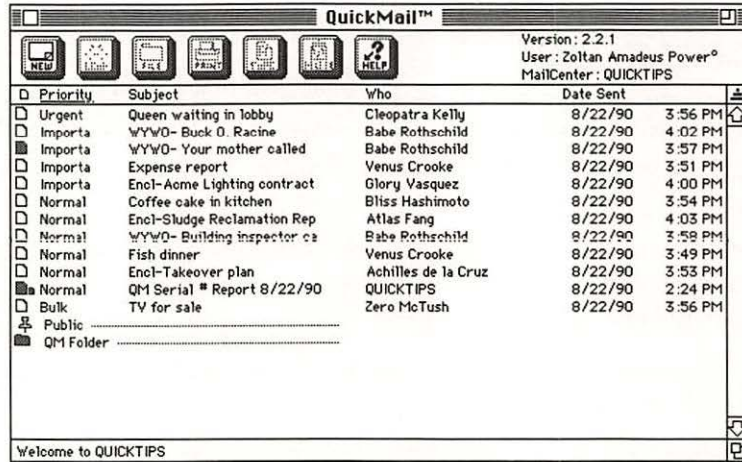 QuickMail™
NEW PRINT HELP
Version: 2.2.1
User: Zoltan Amadeus Power°
MailCenter: QUICKTIPS
Priority Subject Who Date Sent
Urgent Queen waiting in lobby Cleopatra Kelly 8/22/90 3:56 PM
Importa WYWO- Buck O. Racine Babe Rothschild 8/22/90 4:02 PM
Importa WYWO- Your mother called Babe Rothschild 8/22/90 3:57 PM
Importa Expense report Venus Crooke 8/22/90 3:51 PM
Importa Encl-Acme Lighting contract Glory Vasquez 8/22/90 4:00 PM
Normal Coffee cake in kitchen Bliss Hashimoto 8/22/90 3:54 PM
Normal Encl-Sludge Reclamation Rep Atlas Fang 8/22/90 4:03 PM
Normal WYWO- Building inspector ca Babe Rothschild 8/22/90 3:58 PM
Normal Fish dinner Venus Crooke 8/22/90 3:49 PM
Normal Encl-Takeover plan Achilles de la Cruz 8/22/90 3:53 PM
Normal QM Serial # Report 8/22/90 QUICKTIPS 8/22/90 2:24 PM
Bulk TV for sale Zero McTush 8/22/90 3:56 PM
Public
QM Folder
Welcome to QUICKTIPS